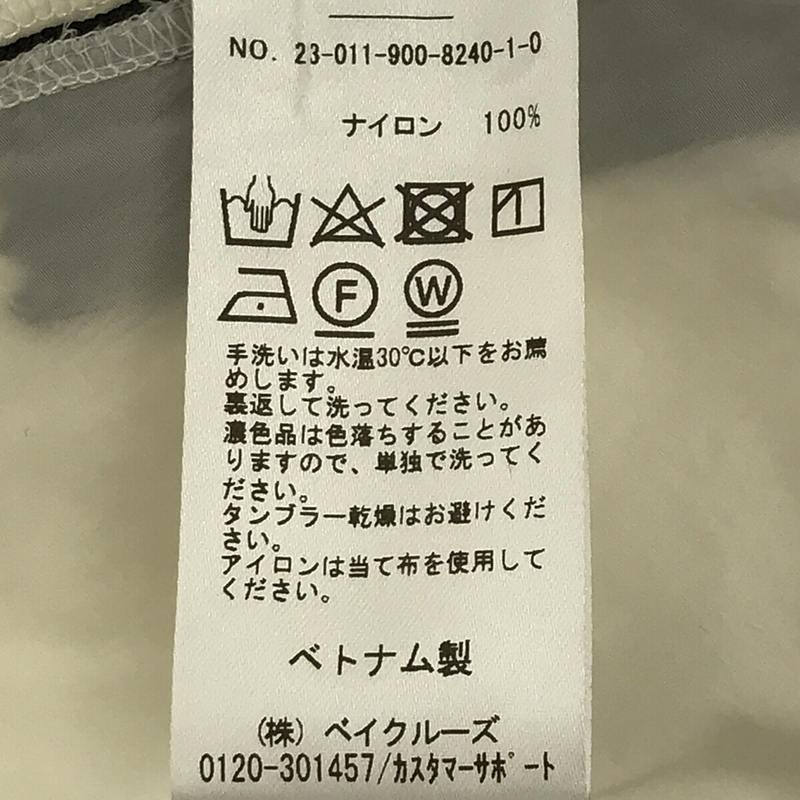 NO. 23-011-900-8240-1-0
ナイロン 100%
F W
手洗いは水温30℃以下をお薦
めします。
裏返して洗ってください。
濃色品は色落ちすることがあ
りますので、単独で洗ってく
ださい。
タンブラー乾燥はお避けくだ
さい。
アイロンは当て布を使用して
ください。
ベトナム製
(株) ベイクルーズ
0120-301457/カスタマーサポート